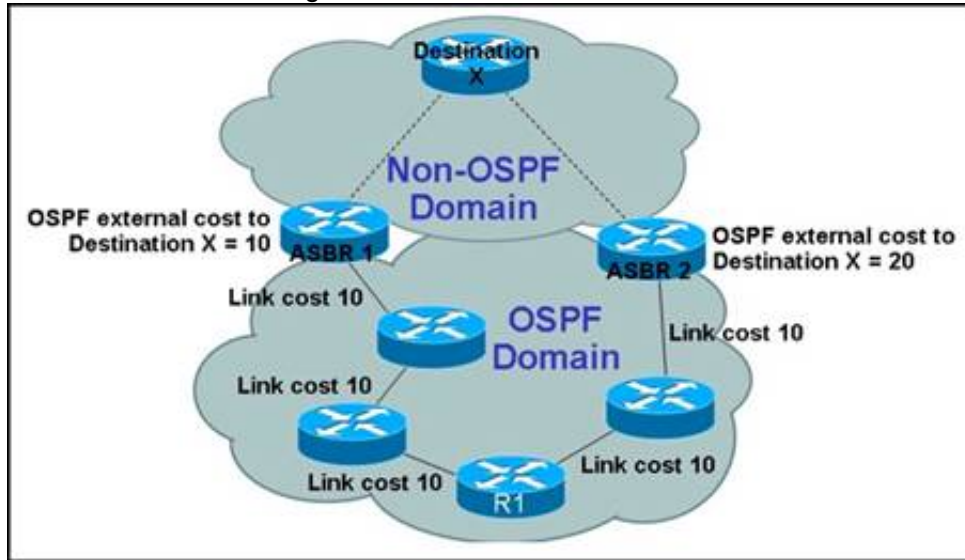 Destination
X
Non-OSPF
Domain
OSPF external cost to
Destination X = 10
ASBR 1
OSPF external cost to
Destination X = 20
ASBR 2
Link cost 10
OSPF
Domain
Link cost 10
Link cost 10
Link cost 10
Link cost 10
R1